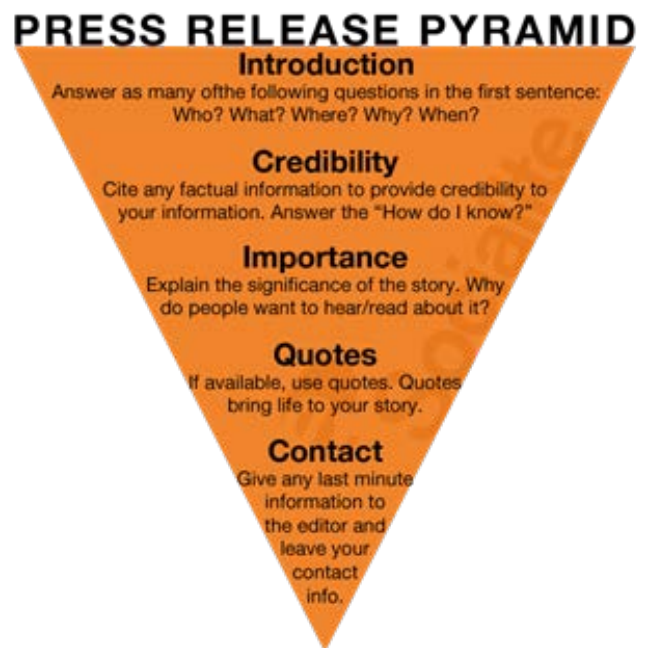 PRESS RELEASE PYRAMID
Introduction
Answer as many ofthe following questions in the first sentence:
Who? What? Where? Why? When?
Credibility
Cite any factual information to provide credibility to
your information. Answer the “How do I know?”
Importance
Explain the significance of the story. Why
do people want to hear/read about it?
Quotes
If available, use quotes. Quotes
bring life to your story.
Contact
Give any last minute
information to
the editor and
leave your
contact
info.